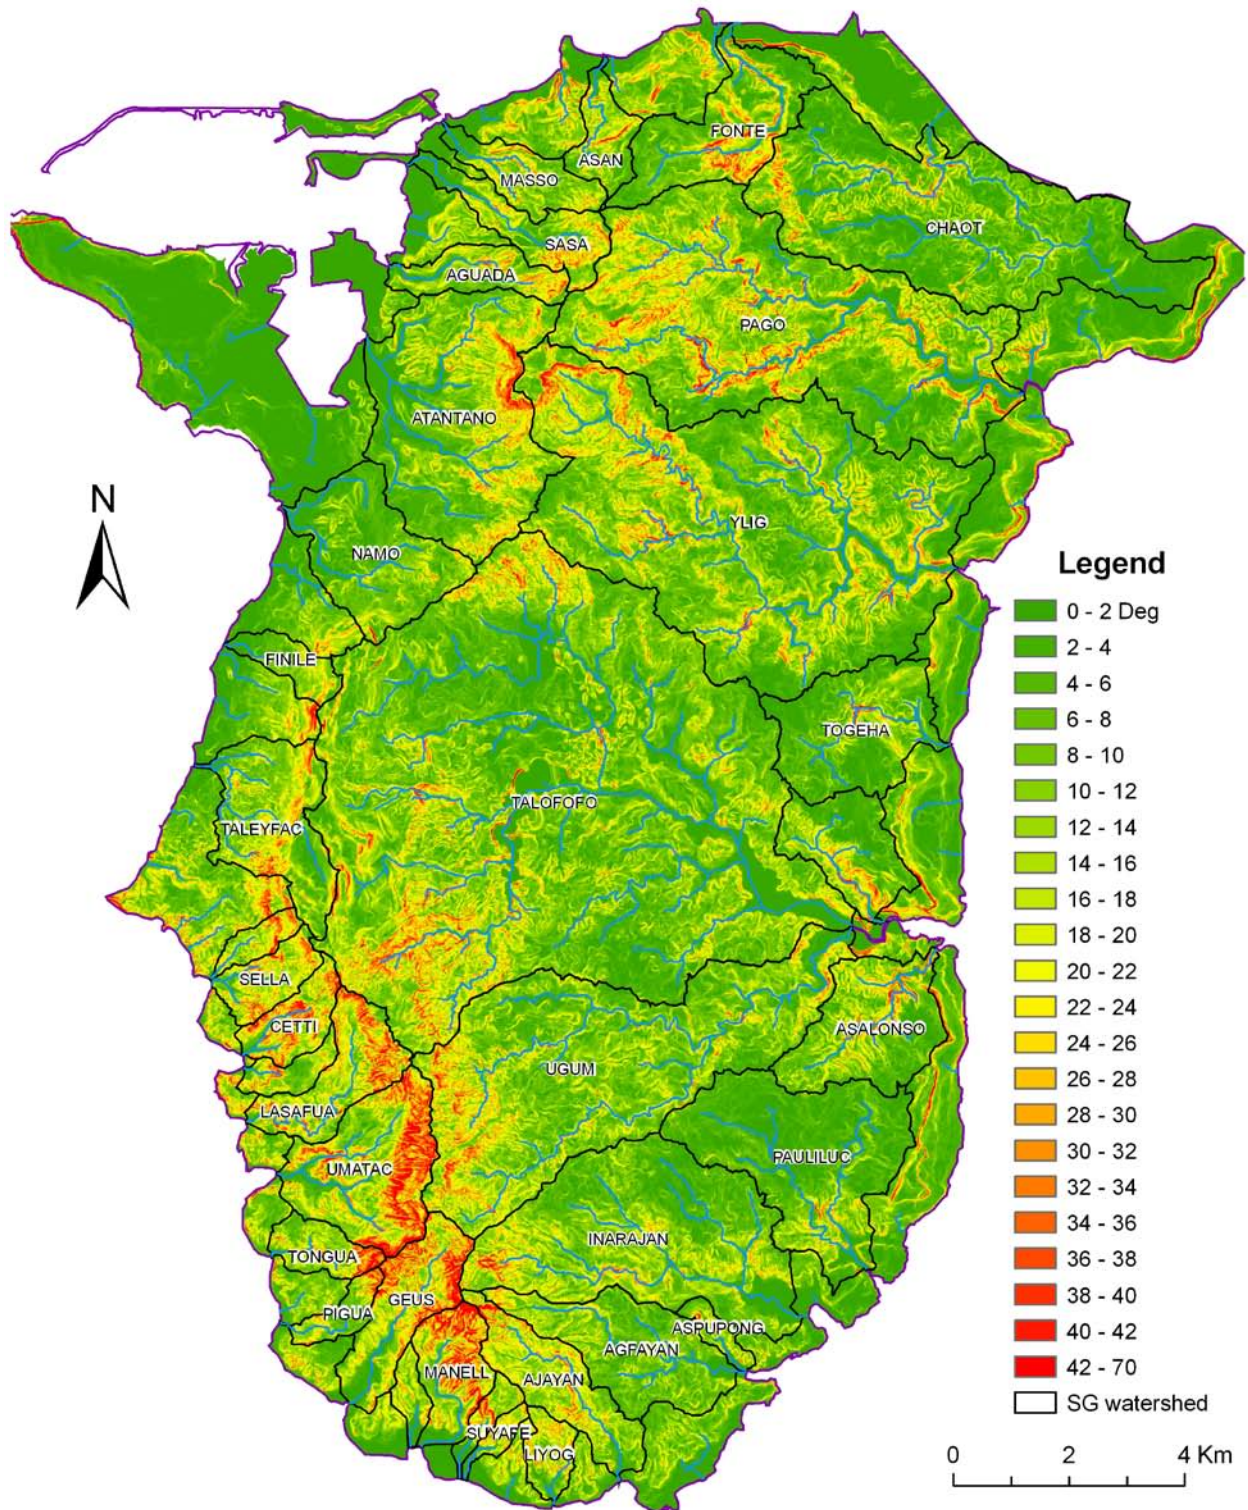 FONTE
ASAN
MASSO
CHAOT
SASA
AGUADA
PAGO
ATANTANO
N
YLIG
NAMO
FINILE
TOGEHA
TALOFOFO
TALEYFAC
SELLA
CETTI
ASALONSO
UGUM
LASAFUA
PAULILUC
UMATAC
INARAJAN
TONGUA
GEUS
PIGUA
ASPUPONG
AGFAYAN
MANELL
AJAYAN
SUYAFE
LIYOG
Legend
0 - 2 Deg
2 - 4
4 - 6
6 - 8
8 - 10
10 - 12
12 - 14
14 - 16
16 - 18
18 - 20
20 - 22
22 - 24
24 - 26
26 - 28
28 - 30
30 - 32
32 - 34
34 - 36
36 - 38
38 - 40
40 - 42
42 - 70
SG watershed
0 2 4 Km